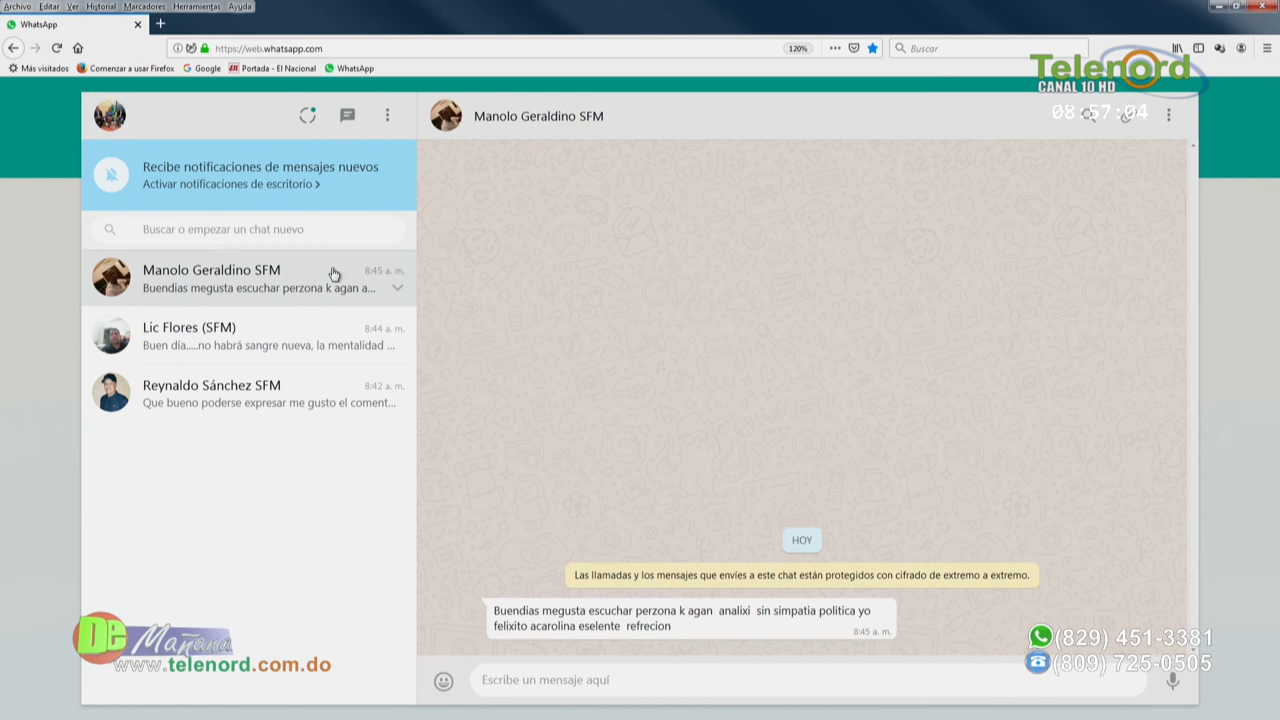 Archivo Editar Ver Historial Marcadores Herramientas Ayuda
WhatsApp
https://web.whatsapp.com
120%
Buscar
Más visitados Comenzar a usar Firefox Google Portada - El Nacional WhatsApp
Telenord
CANAL 10 HD
08:57:04
Manolo Geraldino SFM
Recibe notificaciones de mensajes nuevos
Activar notificaciones de escritorio
Buscar o empezar un chat nuevo
Manolo Geraldino SFM 8:45 a. m.
Buendias megusta escuchar perzona k agan a...
Lic Flores (SFM) 8:44 a. m.
Buen día.....no habrá sangre nueva, la mentalidad ...
Reynaldo Sánchez SFM 8:42 a. m.
Que bueno poderse expresar me gusto el coment...
HOY
Las llamadas y los mensajes que envíes a este chat están protegidos con cifrado de extremo a extremo.
Buendias megusta escuchar perzona k agan analixi sin simpatia politica yo
felixito acarolina eselente refrecion
8:45 a. m.
Escribe un mensaje aquí
De Mañana
www.telenord.com.do
(829) 451-3381
(809) 725-0505